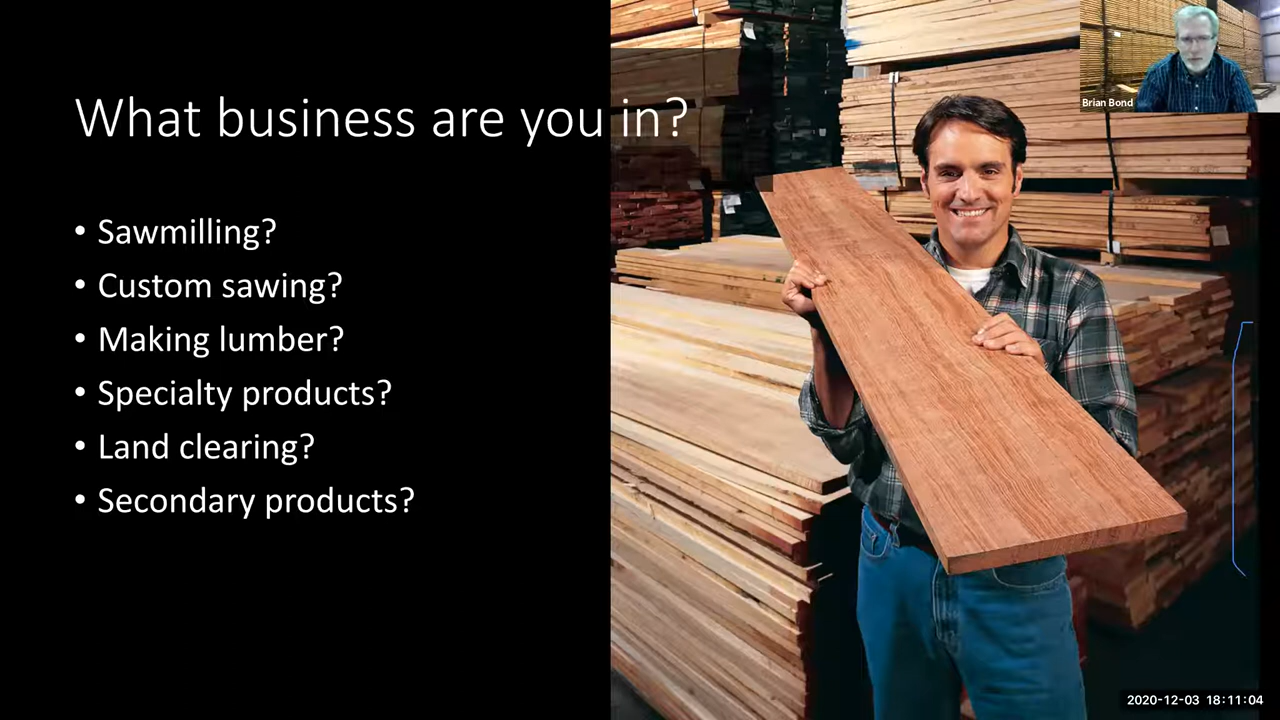 What business are you in?
• Sawmilling?
• Custom sawing?
• Making lumber?
• Specialty products?
• Land clearing?
• Secondary products?
Brian Bond
2020-12-03 18:11:04